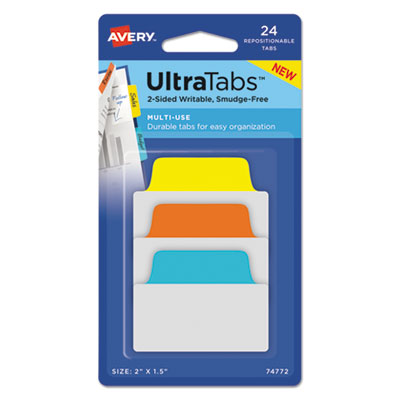 AVERY
24
REPOSITIONABLE
TABS
UltraTabs™
NEW
2-Sided Writable, Smudge-Free
MULTI-USE
Durable tabs for easy organization
Sales
SIZE: 2" X 1.5"
74772